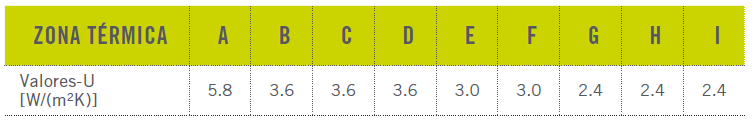 ZONA TÉRMICA A B C D E F G H I
Valores-U
[W/(m²K)] 5.8 3.6 3.6 3.6 3.0 3.0 2.4 2.4 2.4